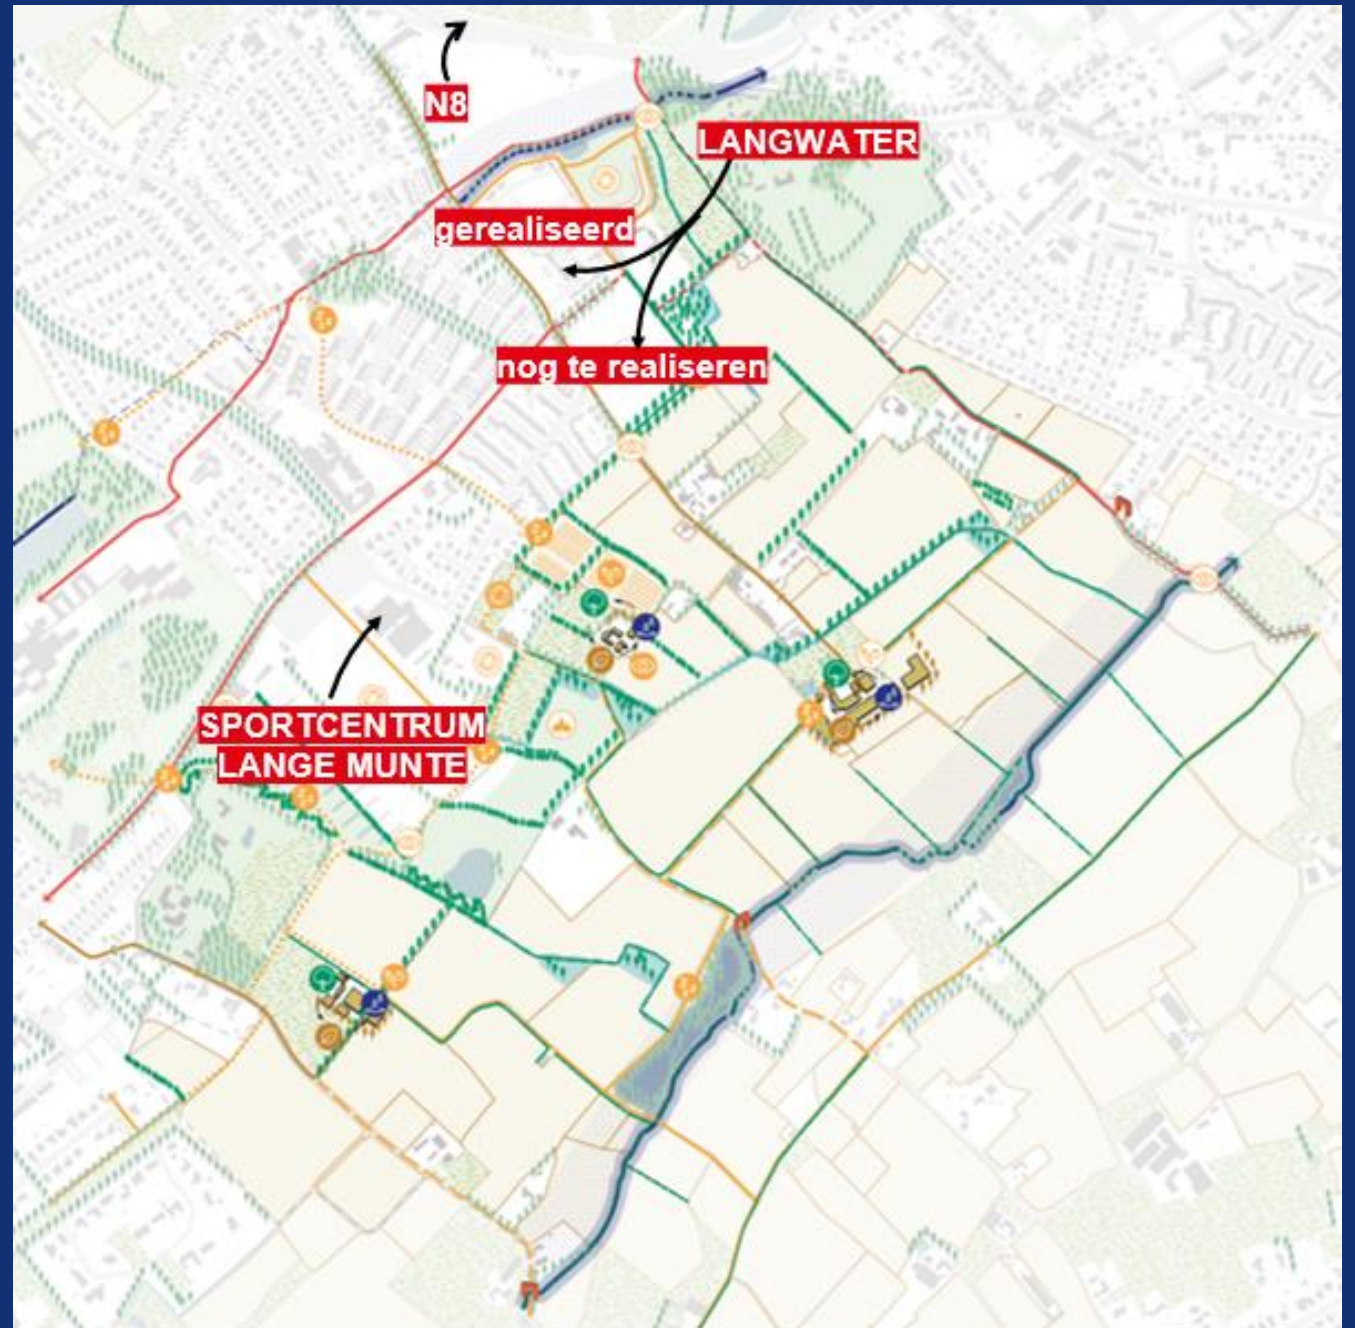 N8
LANGWATER
gerealiseerd
nog te realiseren
SPORTCENTRUM
LANGE MUNTE